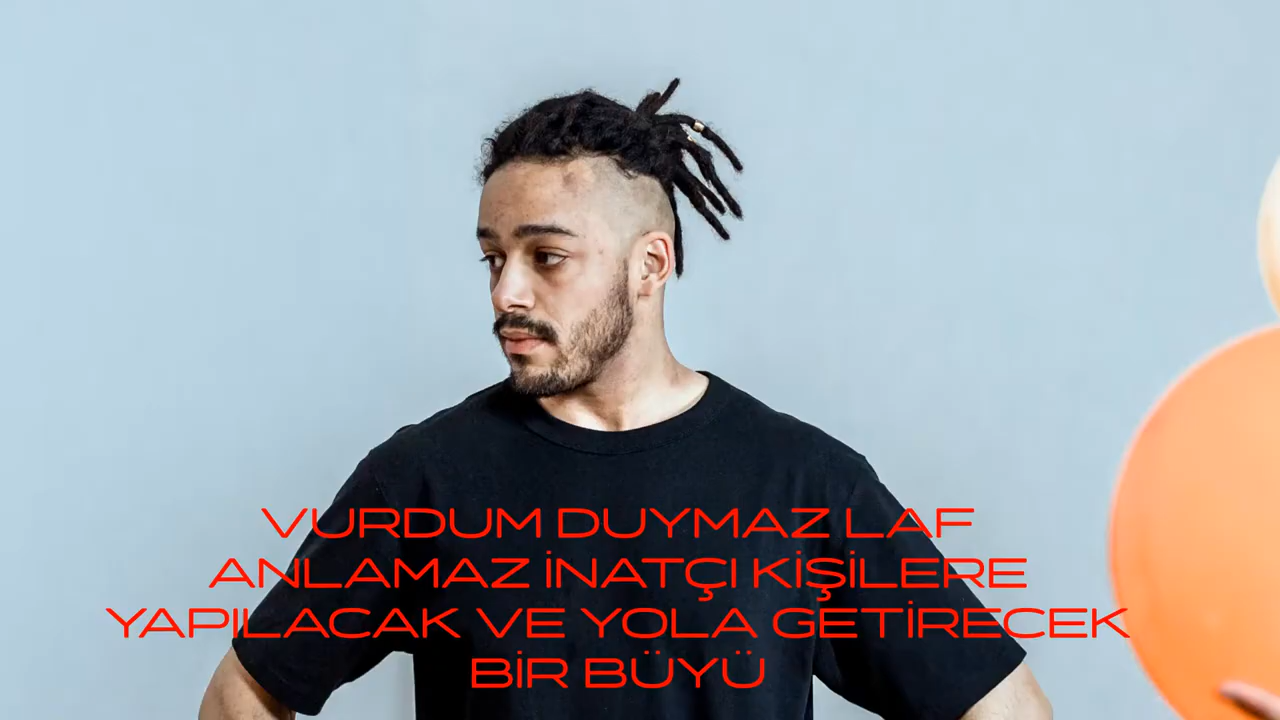 VURDUM DUYMAZ LAF
ANLAMAZ İNATÇI KİŞİLERE
YAPILACAK VE YOLA GETİRECEK
BİR BÜYÜ